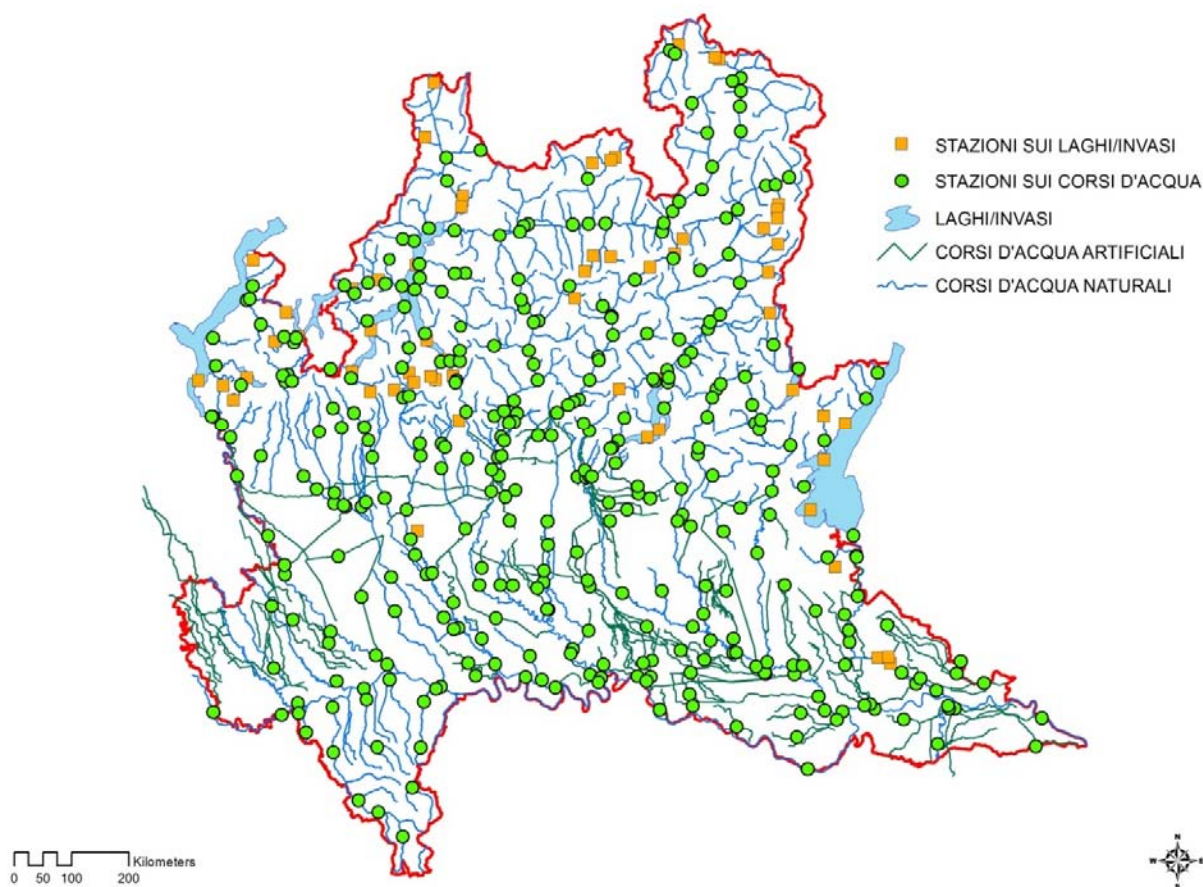 STAZIONI SUI LAGHI/INVASI
STAZIONI SUI CORSI D'ACQUA
LAGHI/INVASI
CORSI D'ACQUA ARTIFICIALI
CORSI D'ACQUA NATURALI
Kilometers
0 50 100 200
N
W E
S